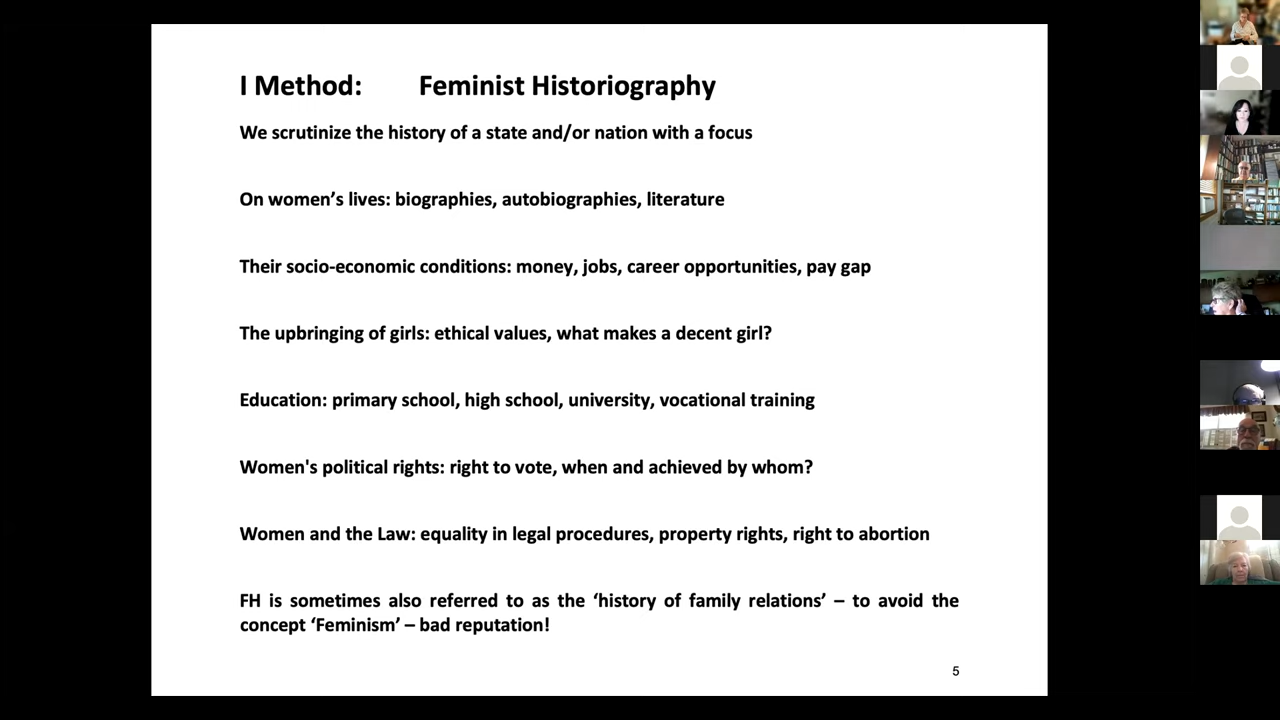 I Method: Feminist Historiography
We scrutinize the history of a state and/or nation with a focus
On women’s lives: biographies, autobiographies, literature
Their socio-economic conditions: money, jobs, career opportunities, pay gap
The upbringing of girls: ethical values, what makes a decent girl?
Education: primary school, high school, university, vocational training
Women's political rights: right to vote, when and achieved by whom?
Women and the Law: equality in legal procedures, property rights, right to abortion
FH is sometimes also referred to as the ‘history of family relations’ – to avoid the
concept ‘Feminism’ – bad reputation!
5